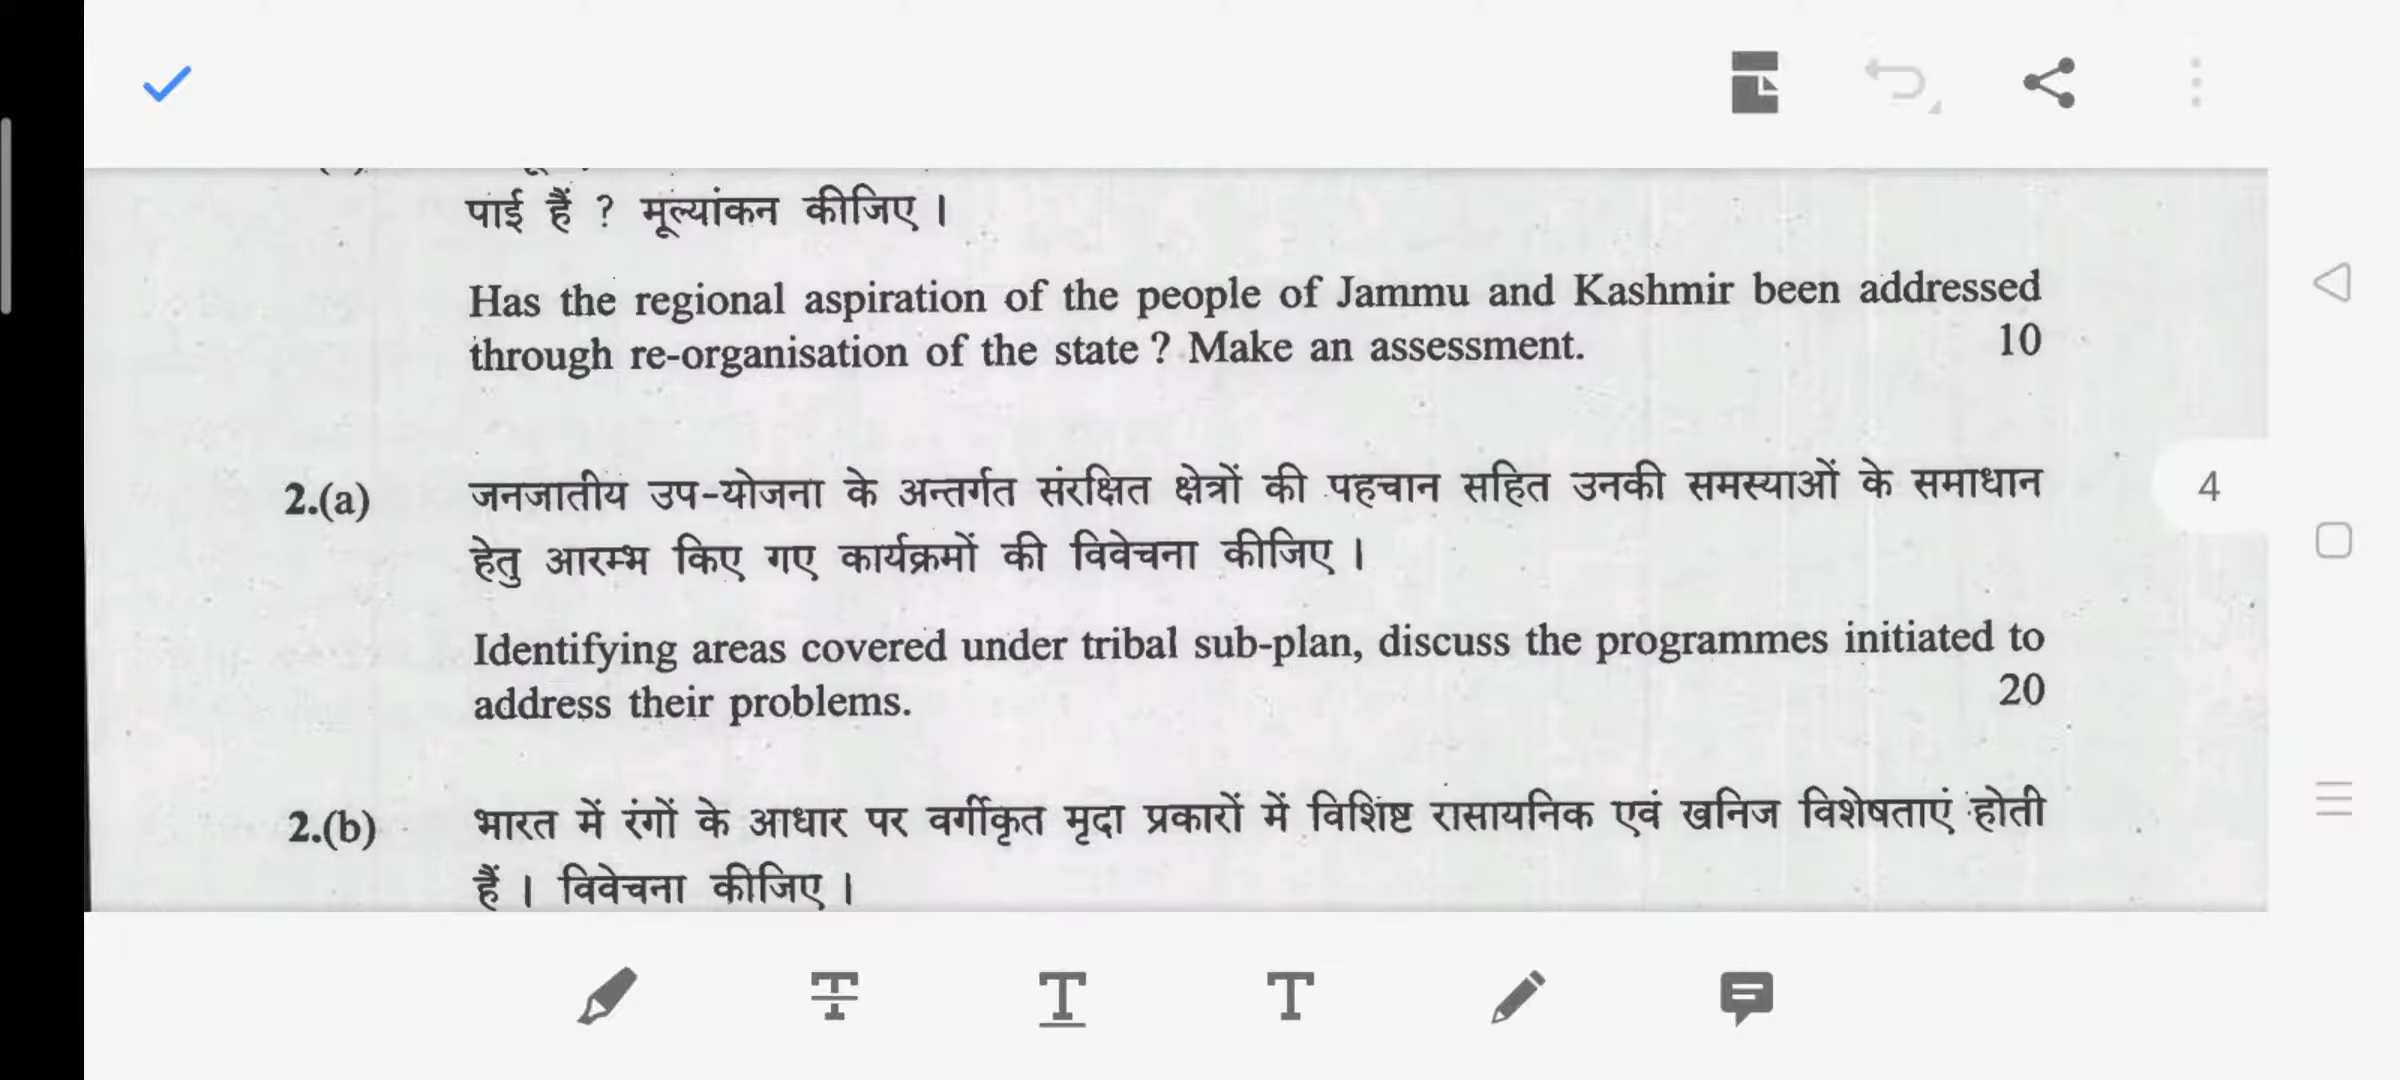 पाई हैं ? मूल्यांकन कीजिए ।
Has the regional aspiration of the people of Jammu and Kashmir been addressed
through re-organisation of the state ? Make an assessment. 10
2.(a) जनजातीय उप-योजना के अन्तर्गत संरक्षित क्षेत्रों की पहचान सहित उनकी समस्याओं के समाधान
4
हेतु आरम्भ किए गए कार्यक्रमों की विवेचना कीजिए ।
Identifying areas covered under tribal sub-plan, discuss the programmes initiated to
address their problems. 20
2.(b) भारत में रंगों के आधार पर वर्गीकृत मृदा प्रकारों में विशिष्ट रासायनिक एवं खनिज विशेषताएं होती
हैं । विवेचना कीजिए ।